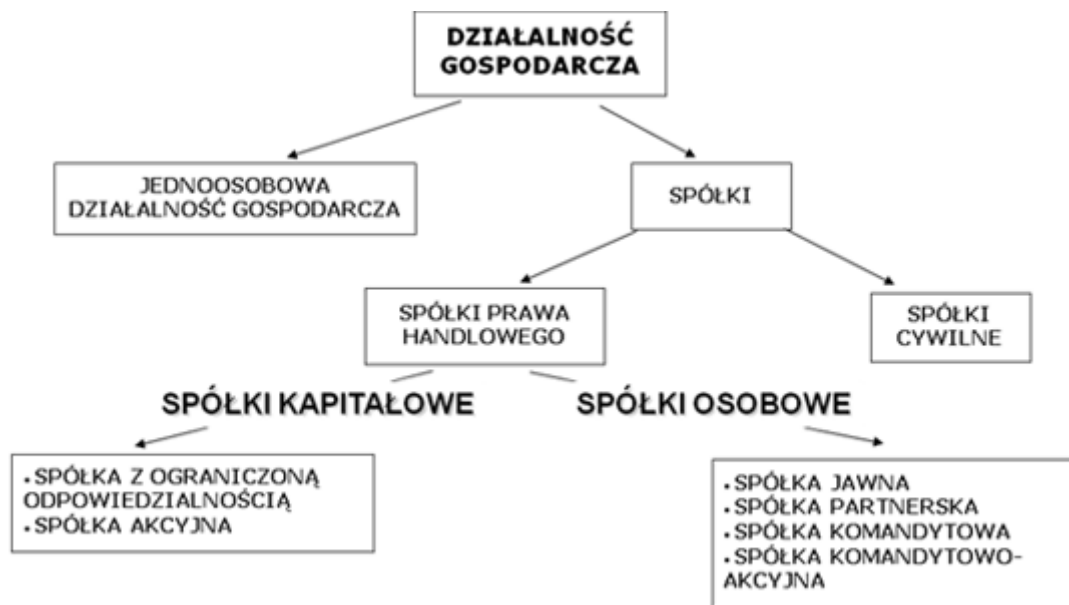 DZIAŁALNOŚĆ
GOSPODARCZA
JEDNOOSOBOWA
DZIAŁALNOŚĆ GOSPODARCZA
SPÓŁKI
SPÓŁKI PRAWA
HANDLOWEGO
SPÓŁKI
CYWILNE
SPÓŁKI KAPITAŁOWE
SPÓŁKI OSOBOWE
• SPÓŁKA Z OGRANICZONĄ
ODPOWIEDZIALNOŚCIĄ
• SPÓŁKA AKCYJNA
• SPÓŁKA JAWNA
• SPÓŁKA PARTNERSKA
• SPÓŁKA KOMANDYTOWA
• SPÓŁKA KOMANDYTOWO-
AKCYJNA